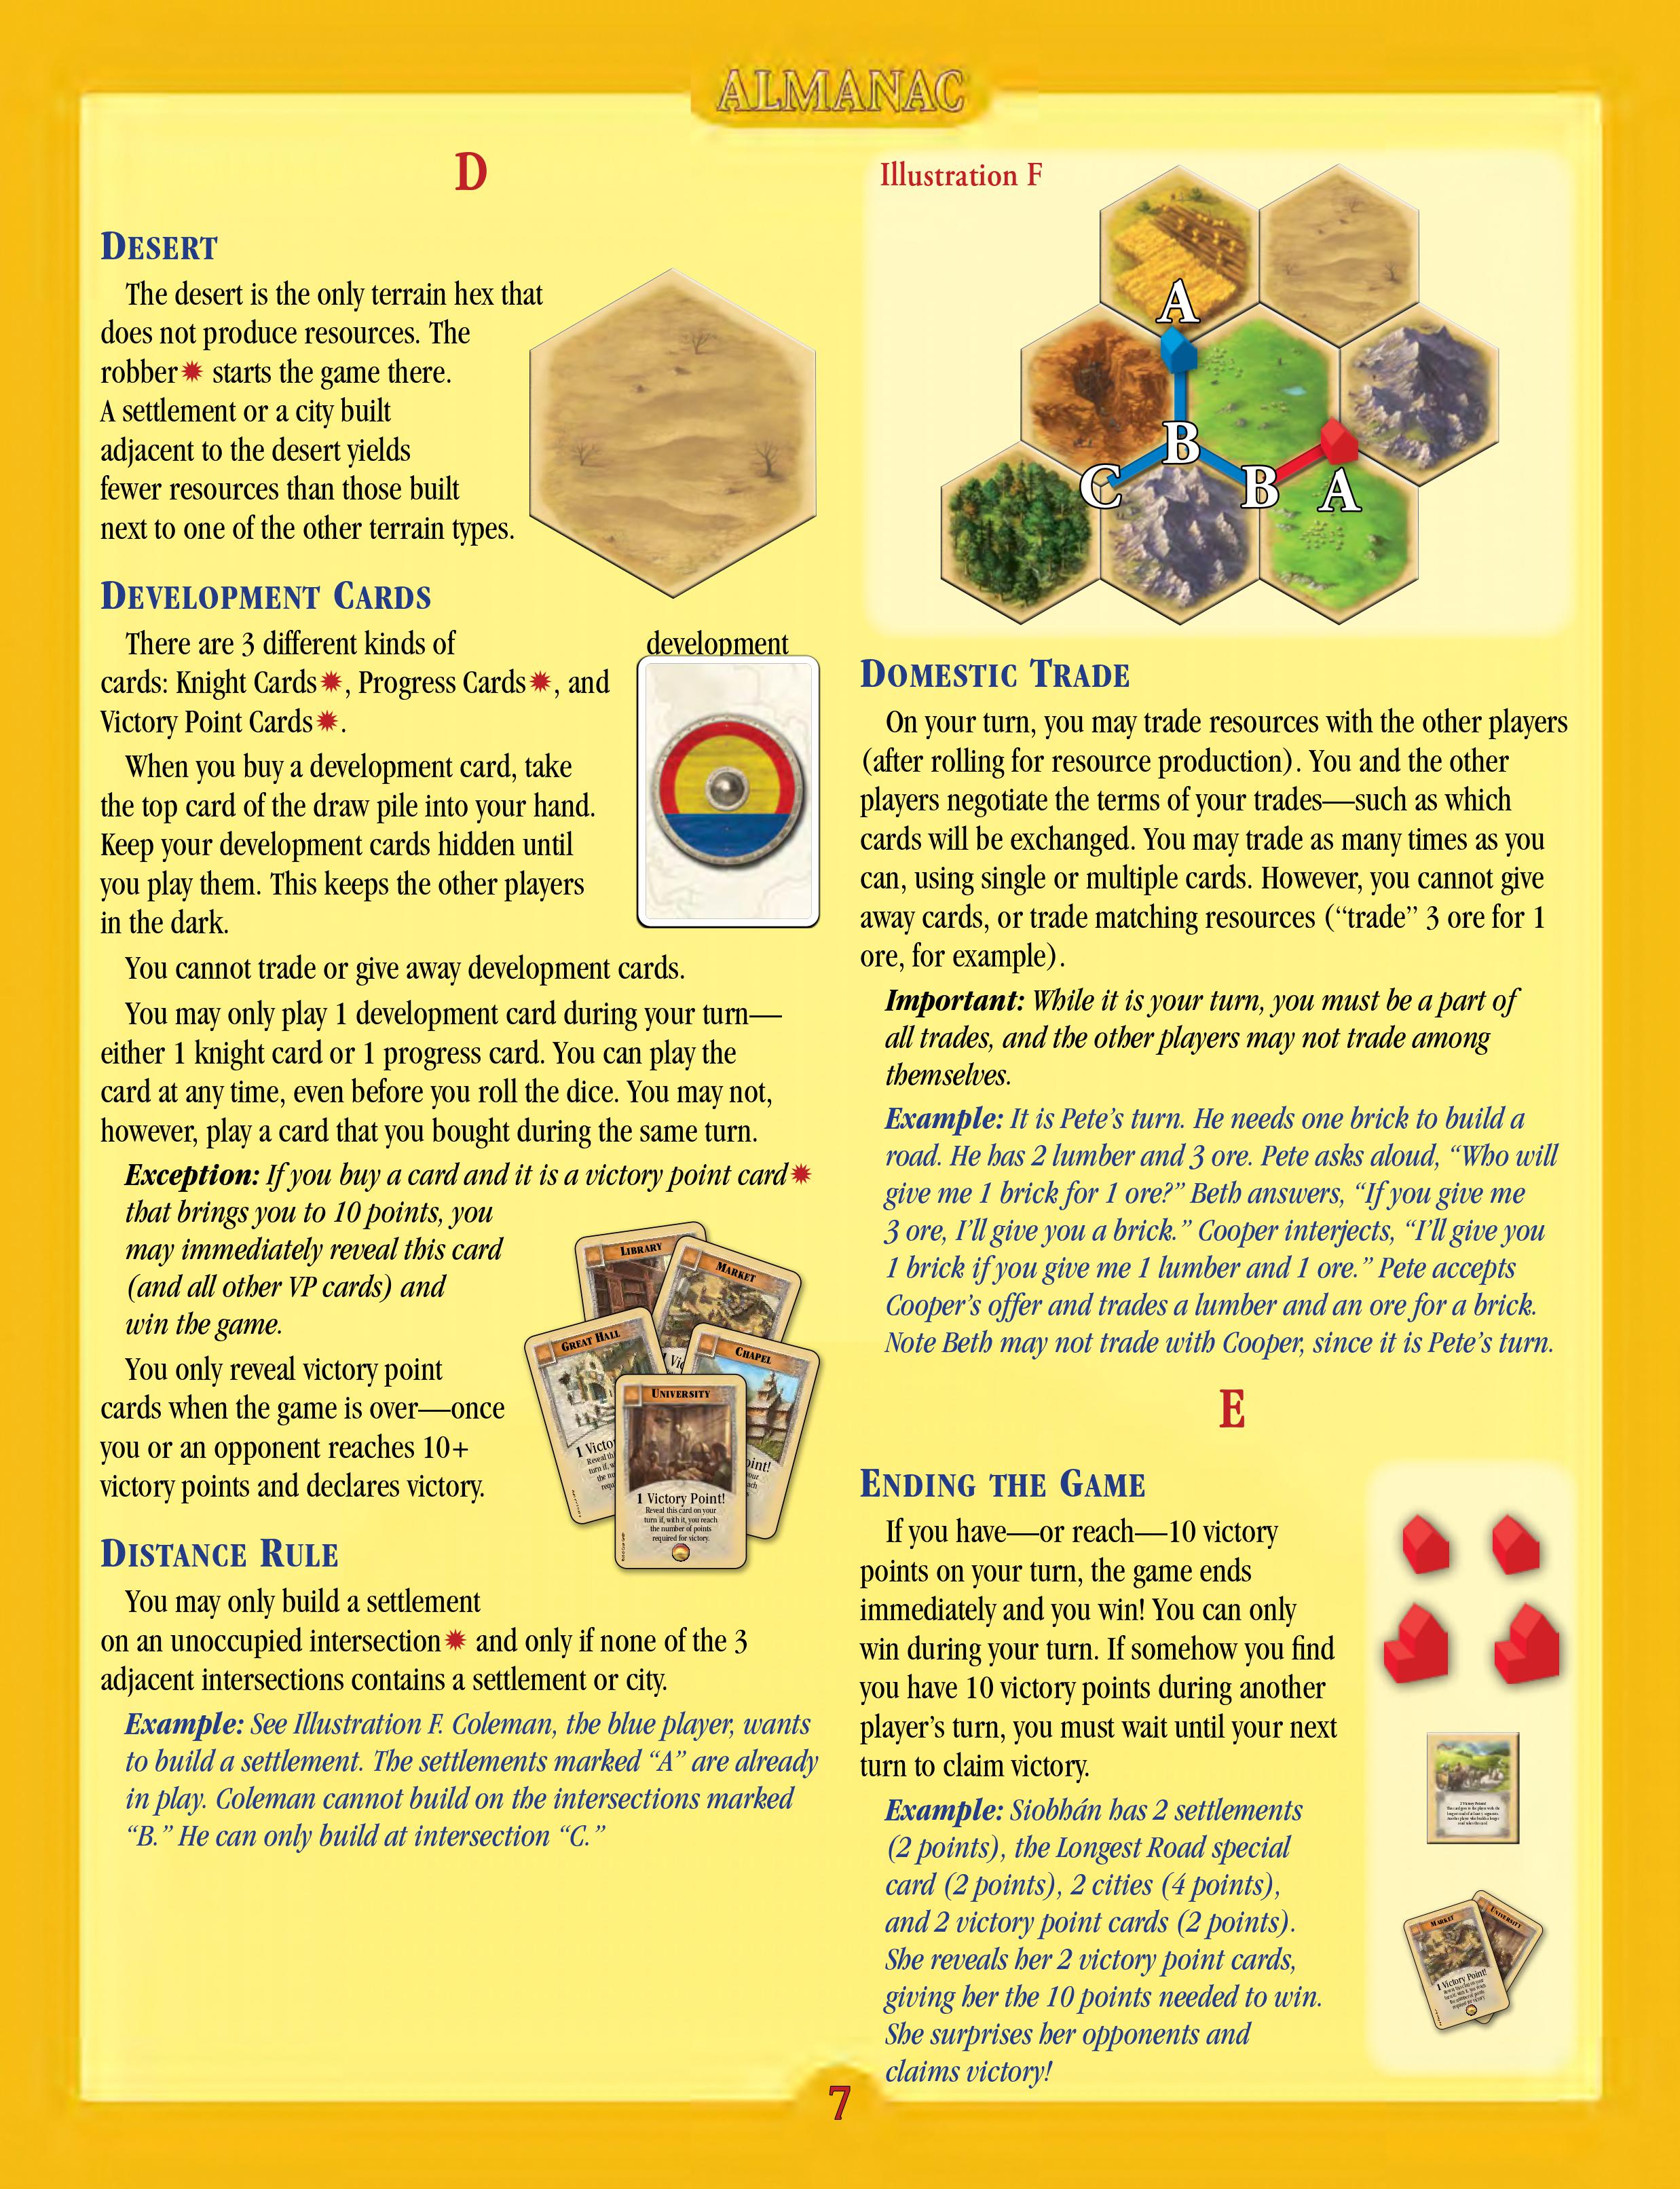 ALMANAC
D
DESERT
The desert is the only terrain hex that
does not produce resources. The
robber✹ starts the game there.
A settlement or a city built
adjacent to the desert yields
fewer resources than those built
next to one of the other terrain types.
DEVELOPMENT CARDS
There are 3 different kinds of development
cards: Knight Cards✹, Progress Cards✹, and
Victory Point Cards✹.
When you buy a development card, take
the top card of the draw pile into your hand.
Keep your development cards hidden until
you play them. This keeps the other players
in the dark.
You cannot trade or give away development cards.
You may only play 1 development card during your turn—
either 1 knight card or 1 progress card. You can play the
card at any time, even before you roll the dice. You may not,
however, play a card that you bought during the same turn.
Exception: If you buy a card and it is a victory point card✹
that brings you to 10 points, you
may immediately reveal this card
(and all other VP cards) and
win the game.
You only reveal victory point
cards when the game is over—once
you or an opponent reaches 10+
victory points and declares victory.
LIBRARY
MARKET
GREAT HALL
CHAPEL
UNIVERSITY
1 Victory Point!
Reveal this card on your
turn if, with it, you reach
the number of points
required for victory.
DISTANCE RULE
You may only build a settlement
on an unoccupied intersection✹ and only if none of the 3
adjacent intersections contains a settlement or city.
Example: See Illustration F. Coleman, the blue player, wants
to build a settlement. The settlements marked “A” are already
in play. Coleman cannot build on the intersections marked
“B.” He can only build at intersection “C.”
Illustration F
A
B
C
B
A
DOMESTIC TRADE
On your turn, you may trade resources with the other players
(after rolling for resource production). You and the other
players negotiate the terms of your trades—such as which
cards will be exchanged. You may trade as many times as you
can, using single or multiple cards. However, you cannot give
away cards, or trade matching resources (“trade” 3 ore for 1
ore, for example).
Important: While it is your turn, you must be a part of
all trades, and the other players may not trade among
themselves.
Example: It is Pete’s turn. He needs one brick to build a
road. He has 2 lumber and 3 ore. Pete asks aloud, “Who will
give me 1 brick for 1 ore?” Beth answers, “If you give me
3 ore, I’ll give you a brick.” Cooper interjects, “I’ll give you
1 brick if you give me 1 lumber and 1 ore.” Pete accepts
Cooper’s offer and trades a lumber and an ore for a brick.
Note Beth may not trade with Cooper, since it is Pete’s turn.
E
ENDING THE GAME
If you have—or reach—10 victory
points on your turn, the game ends
immediately and you win! You can only
win during your turn. If somehow you find
you have 10 victory points during another
player’s turn, you must wait until your next
turn to claim victory.
Example: Siobhán has 2 settlements
(2 points), the Longest Road special
card (2 points), 2 cities (4 points),
and 2 victory point cards (2 points).
She reveals her 2 victory point cards,
giving her the 10 points needed to win.
She surprises her opponents and
claims victory!
MARKET
UNIVERSITY
1 Victory Point!
7